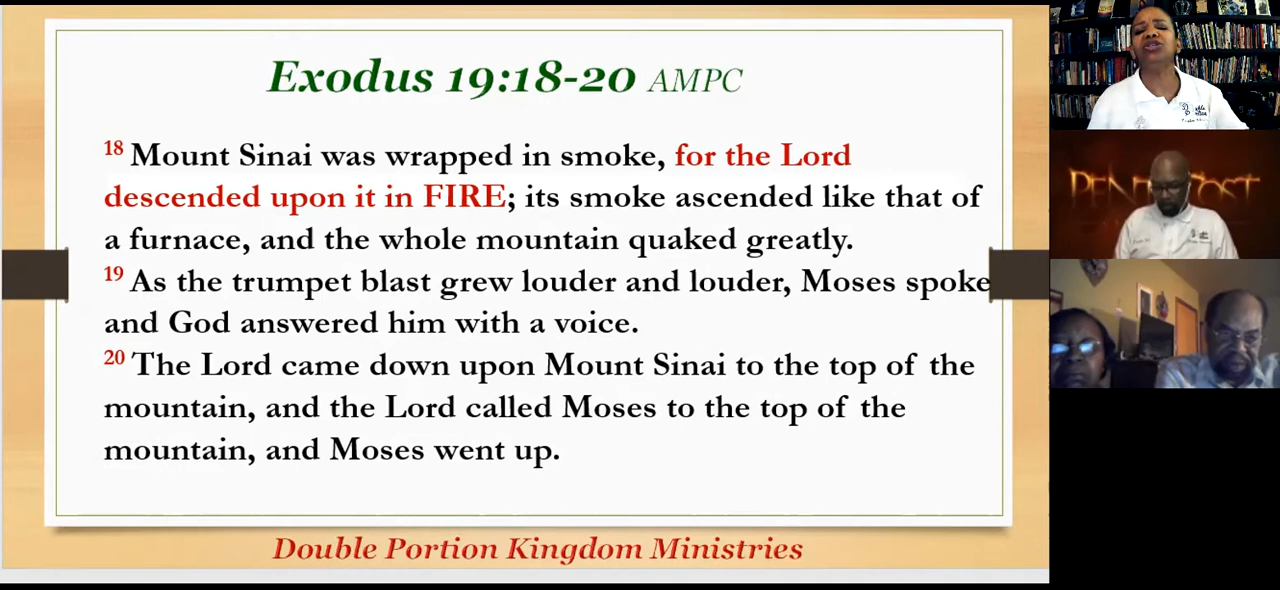 Exodus 19:18-20 AMPC
18 Mount Sinai was wrapped in smoke, for the Lord
descended upon it in FIRE; its smoke ascended like that of
a furnace, and the whole mountain quaked greatly.
19 As the trumpet blast grew louder and louder, Moses spoke
and God answered him with a voice.
20 The Lord came down upon Mount Sinai to the top of the
mountain, and the Lord called Moses to the top of the
mountain, and Moses went up.
Double Portion Kingdom Ministries